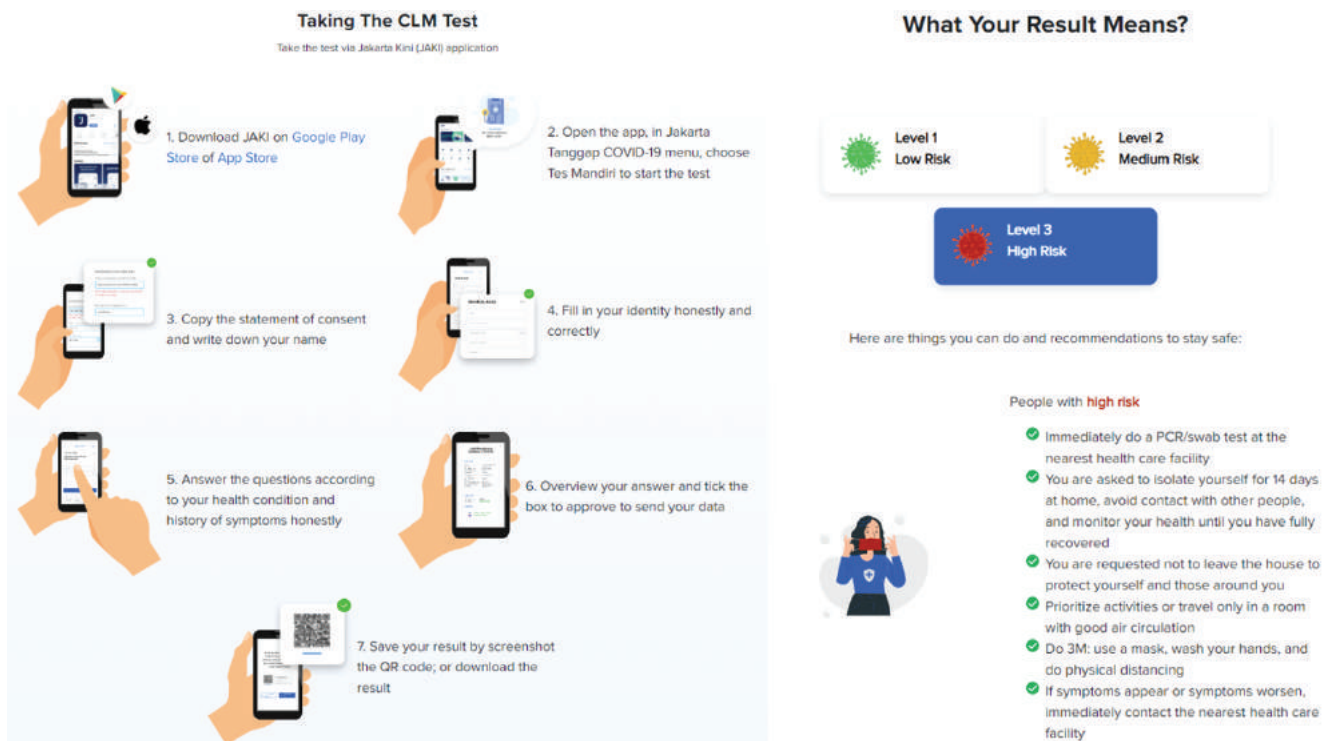 Taking The CLM Test
Take the test via Jakarta Kini (JAKI) application
1. Download JAKI on Google Play
Store of App Store
2. Open the app, in Jakarta
Tanggap COVID-19 menu, choose
Tes Mandiri to start the test
3. Copy the statement of consent
and write down your name
4. Fill in your identity honestly and
correctly
5. Answer the questions according
to your health condition and
history of symptoms honestly
6. Overview your answer and tick the
box to approve to send your data
7. Save your result by screenshot
the QR code; or download the
result
What Your Result Means?
Level 1
Low Risk
Level 2
Medium Risk
Level 3
High Risk
Here are things you can do and recommendations to stay safe:
People with high risk
Immediately do a PCR/swab test at the
nearest health care facility
You are asked to isolate yourself for 14 days
at home, avoid contact with other people,
and monitor your health until you have fully
recovered
You are requested not to leave the house to
protect yourself and those around you
Prioritize activities or travel only in a room
with good air circulation
Do 3M: use a mask, wash your hands, and
do physical distancing
If symptoms appear or symptoms worsen,
immediately contact the nearest health care
facility